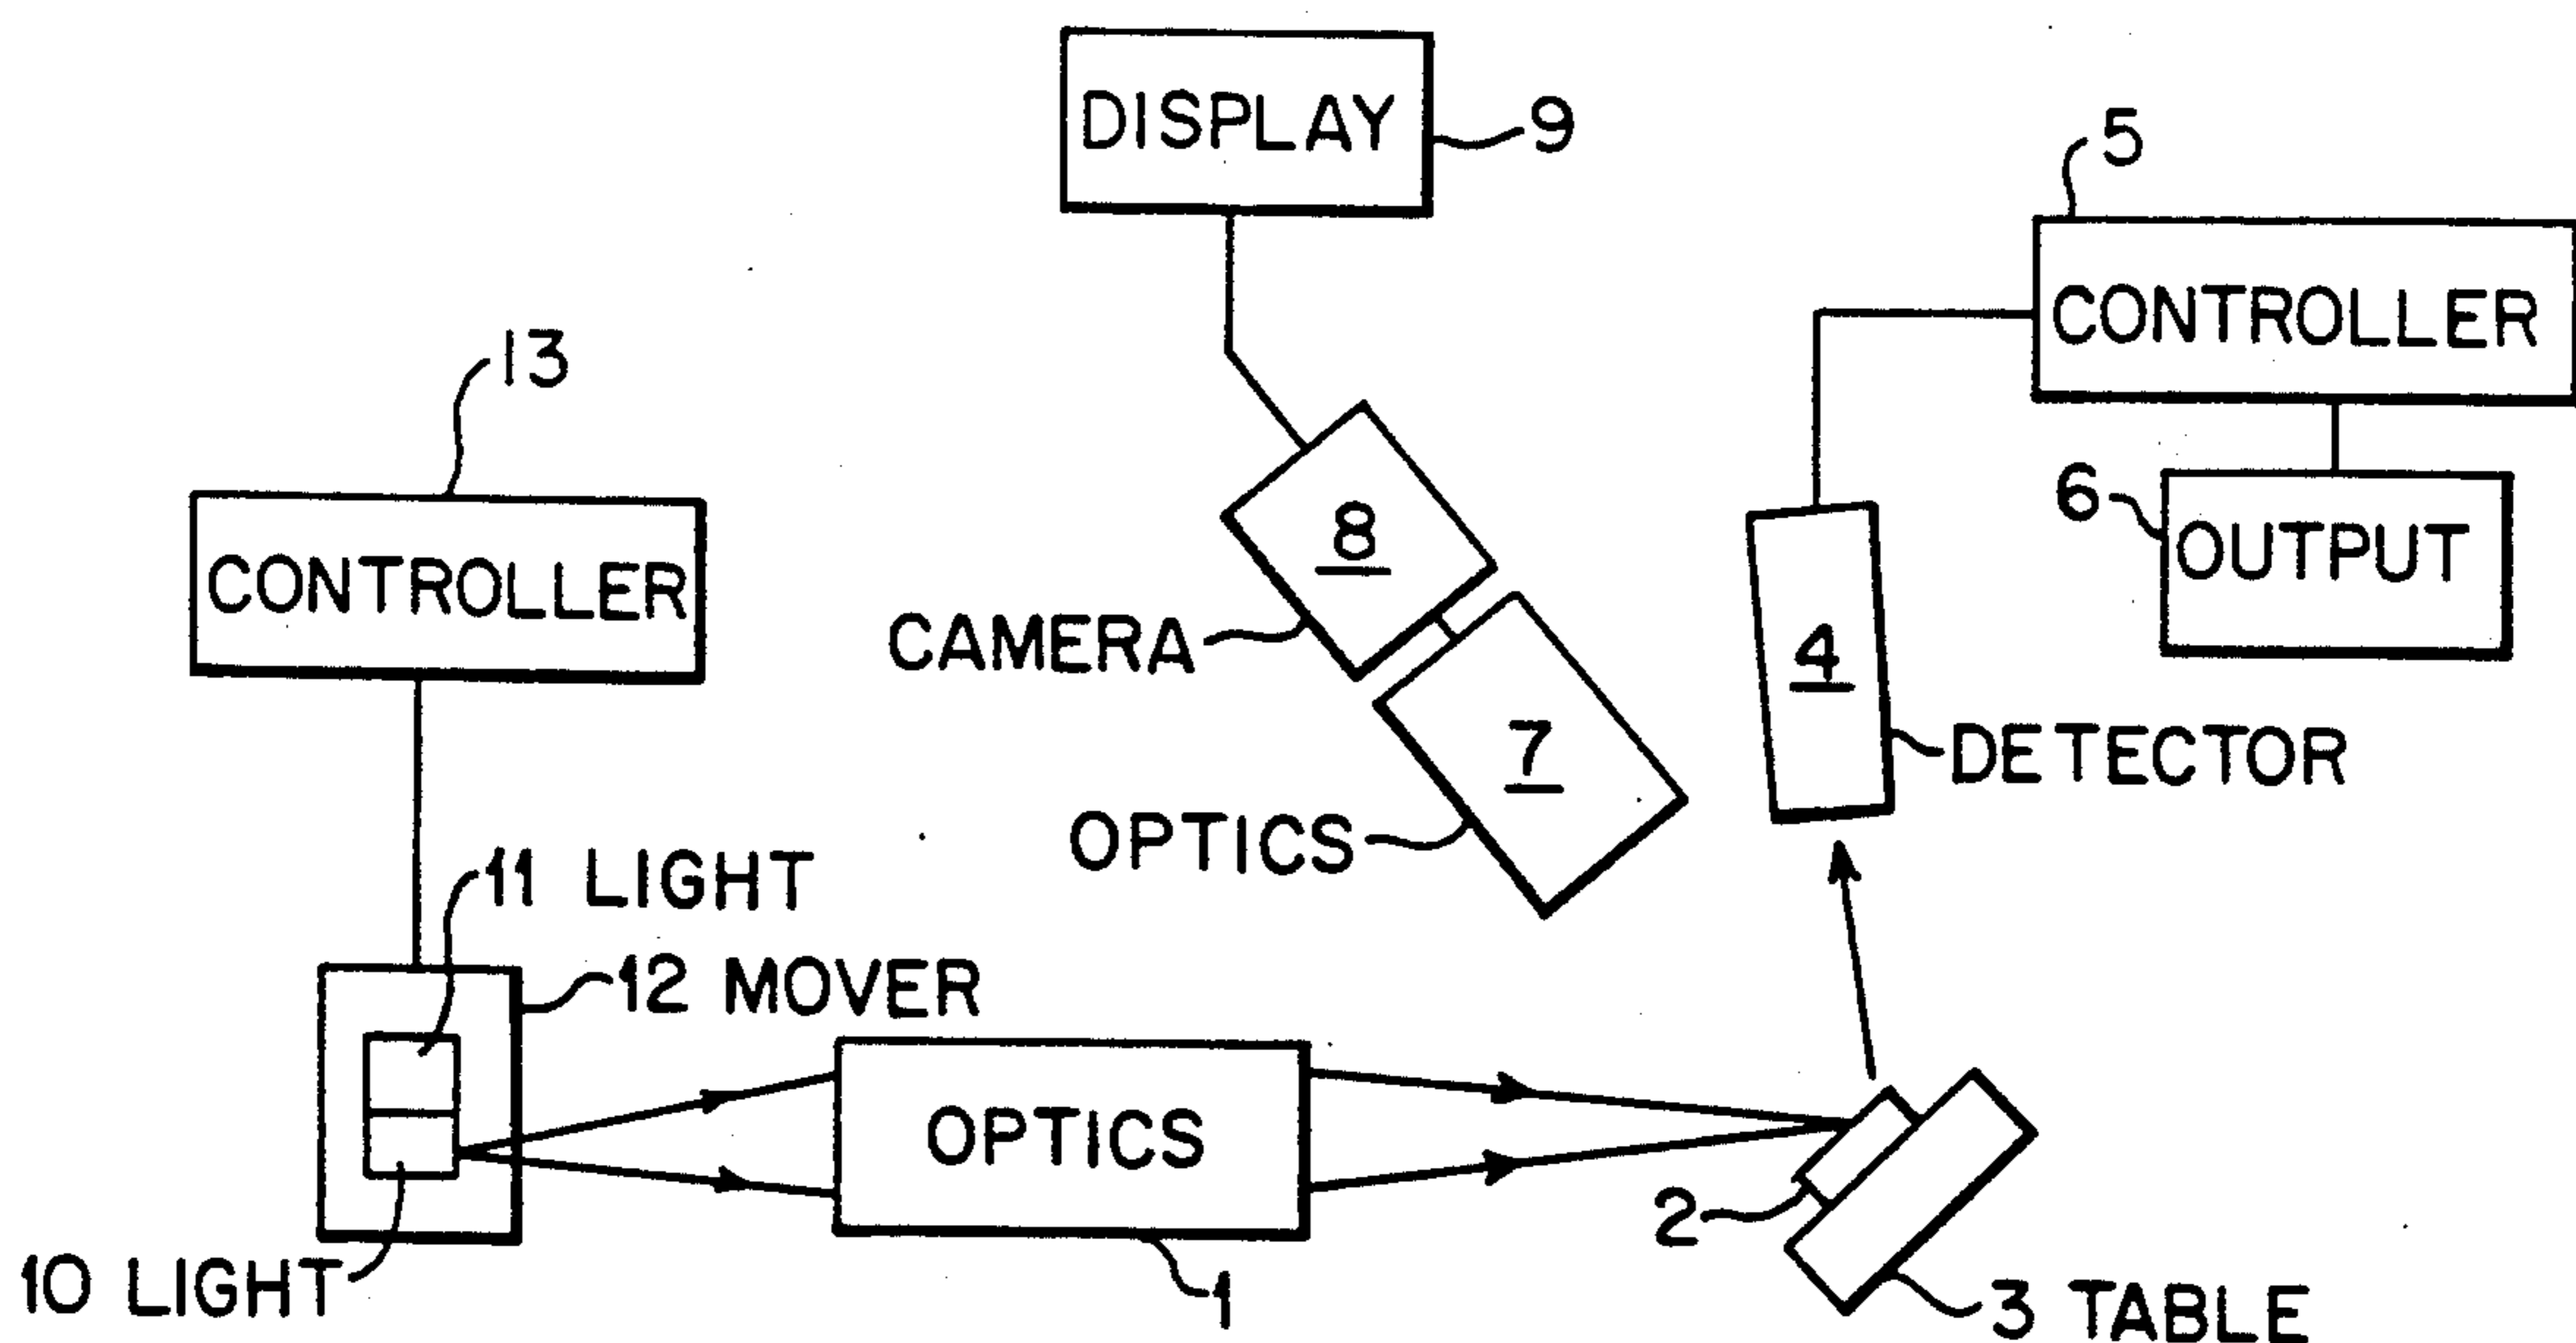 DISPLAY
9
5
CONTROLLER
13
6
OUTPUT
CONTROLLER
8
CAMERA
4
7
DETECTOR
OPTICS
11 LIGHT
12 MOVER
OPTICS
2
10 LIGHT
1
3 TABLE